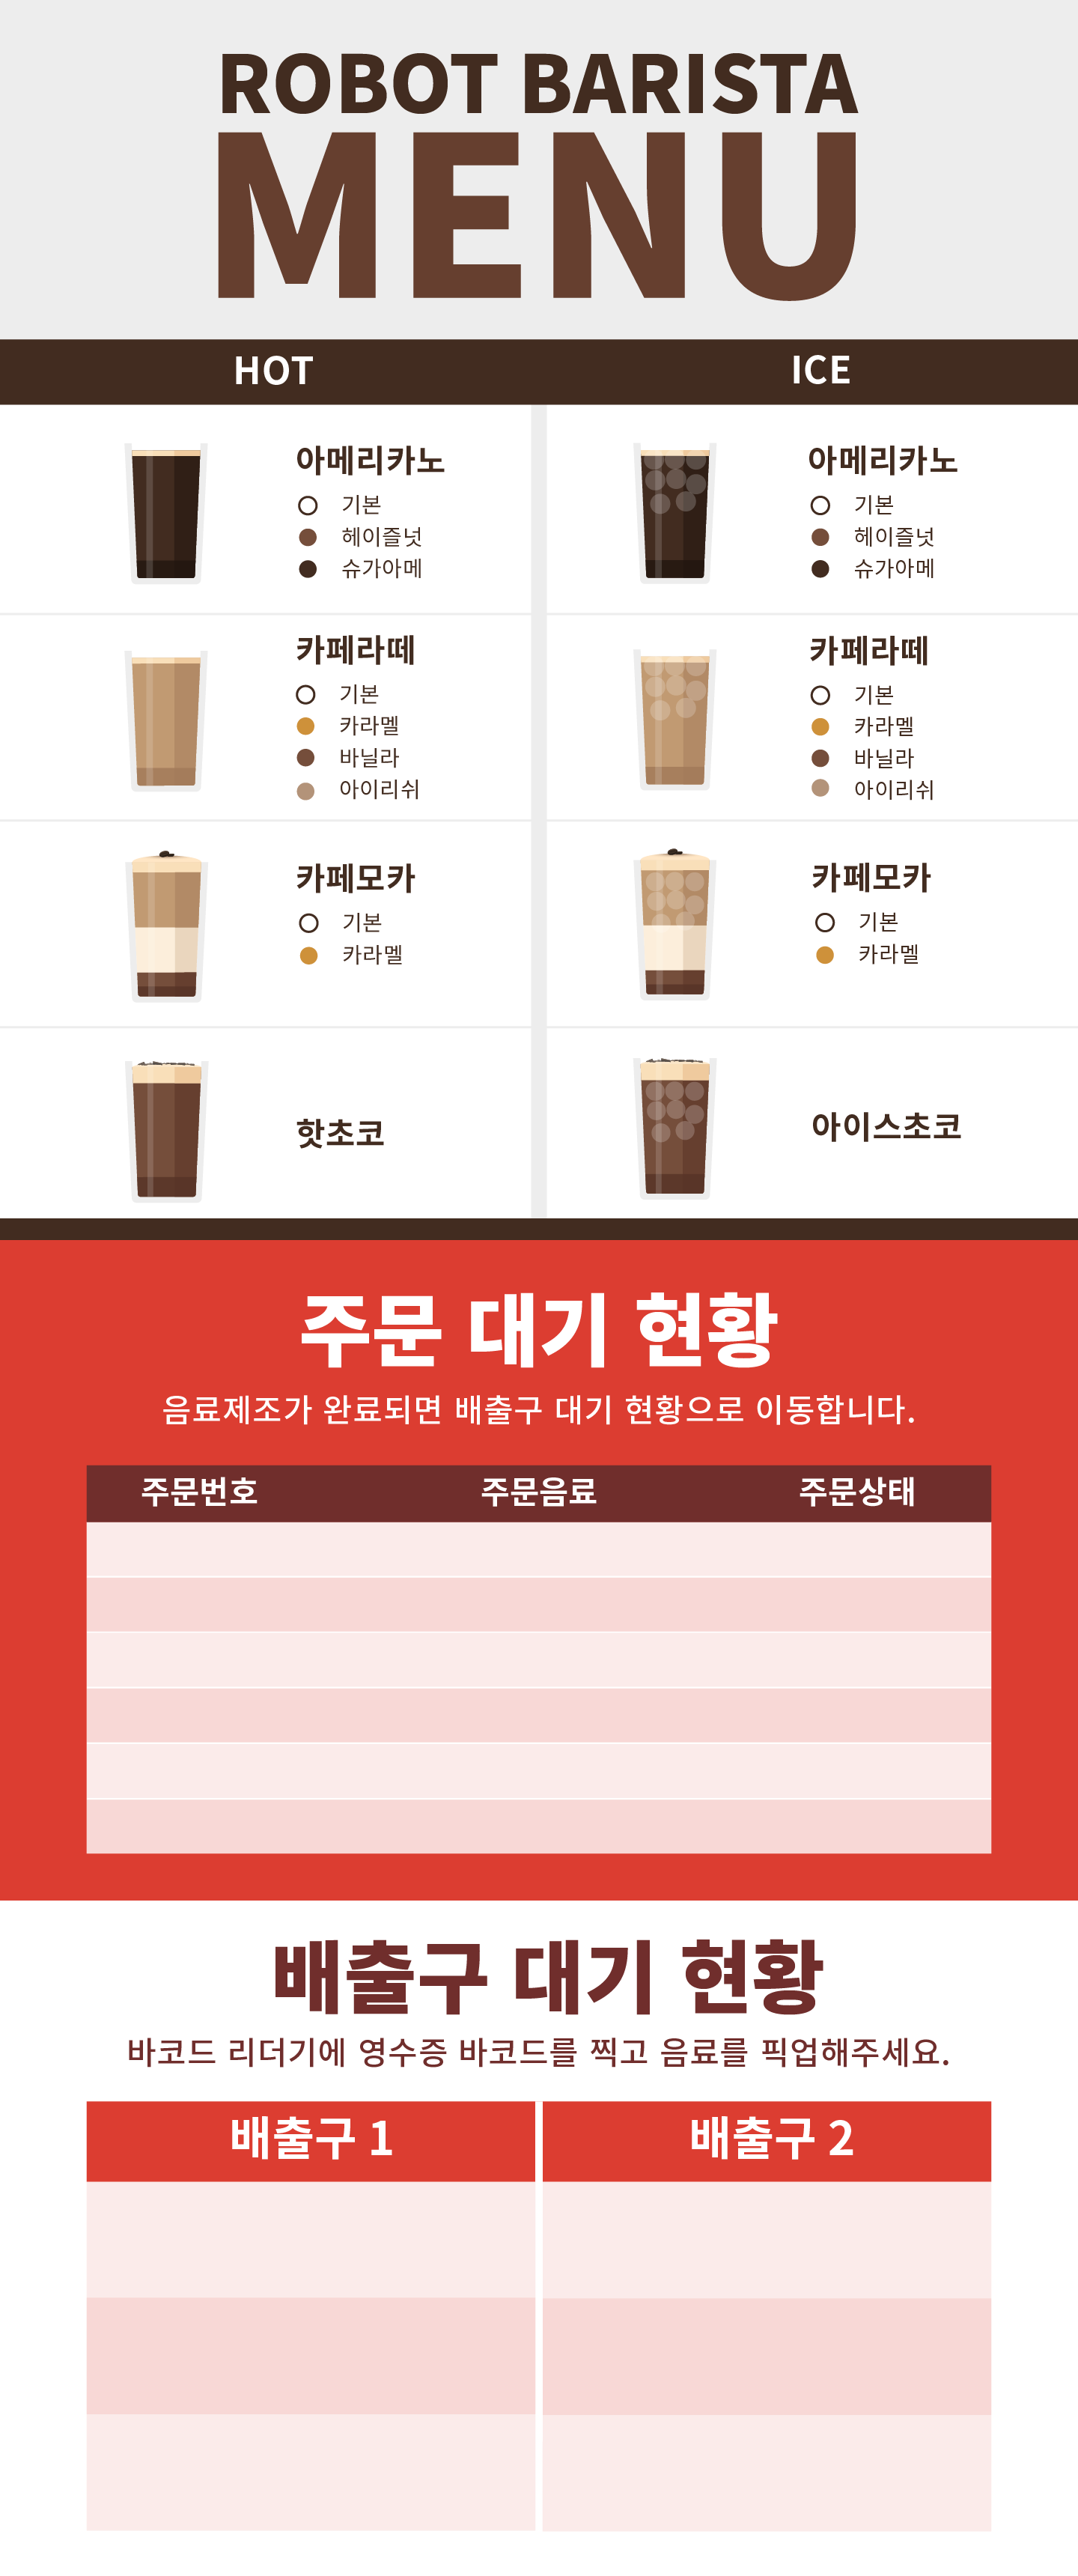 ROBOT BARISTA
MENU
HOT
ICE
아메리카노
기본
헤이즐넛
슈가아메
아메리카노
기본
헤이즐넛
슈가아메
카페라떼
기본
카라멜
바닐라
아이리쉬
카페라떼
기본
카라멜
바닐라
아이리쉬
카페모카
기본
카라멜
카페모카
기본
카라멜
핫초코
아이스초코
주문 대기 현황
음료제조가 완료되면 배출구 대기 현황으로 이동합니다.
주문번호 주문음료 주문상태
배출구 대기 현황
바코드 리더기에 영수증 바코드를 찍고 음료를 픽업해주세요.
배출구 1
배출구 2